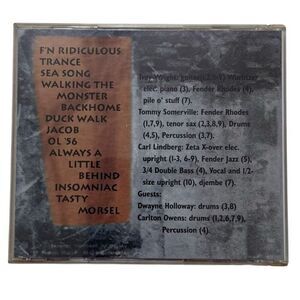 F'N RIDICULOUS
TRANCE
SEA SONG
WALKING THE
MONSTER
BACKHOME
DUCK WALK
JACOB
OL '56
ALWAYS A
LITTLE
BEHIND
INSOMNIAC
TASTY
MORSEL
Wright: Wurlitzer
elec. piano (3), Fender Rhodes
pile o' stuff (7).
Tommy Somerville: Fender Rhodes
(1,7,9), tenor sax (2,3,8,9), Drums
(4,5), Percussion (3,7).
Carl Lindberg: Zeta X-over elec.
upright (1-3, 6-9), Fender Jazz (5),
3/4 Double Bass (4), Vocal and 1/2-
size upright (10), djembe (7).
Guests:
Dwayne Holloway: drums (3,8)
Carlton Owens: drums (1,2,6,7,9),
Percussion (4).